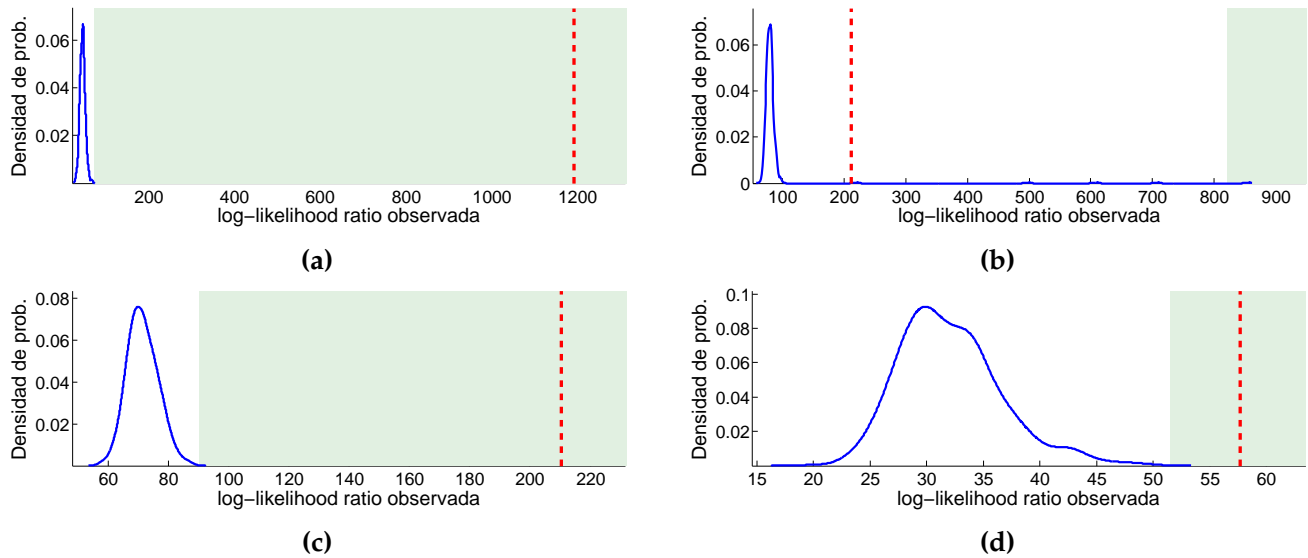 Densidad de prob.
0.06
0.04
0.02
200 400 600 800 1000 1200
log−likelihood ratio observada
(a)
Densidad de prob.
0.06
0.04
0.02
0
100 200 300 400 500 600 700 800 900
log−likelihood ratio observada
(b)
Densidad de prob.
0.08
0.06
0.04
0.02
60 80 100 120 140 160 180 200 220
log−likelihood ratio observada
(c)
Densidad de prob.
0.1
0.08
0.06
0.04
0.02
15 20 25 30 35 40 45 50 55 60
log−likelihood ratio observada
(d)